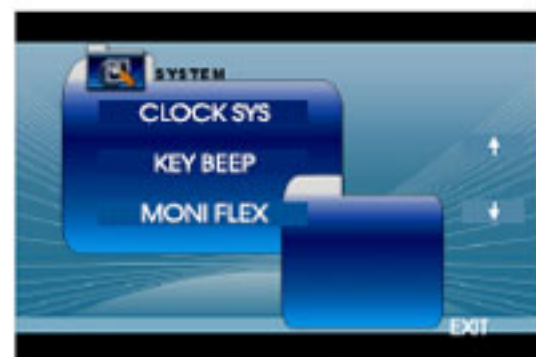 SYSTEM
CLOCK SYS
KEY BEEP
MONI FLEX
EXIT